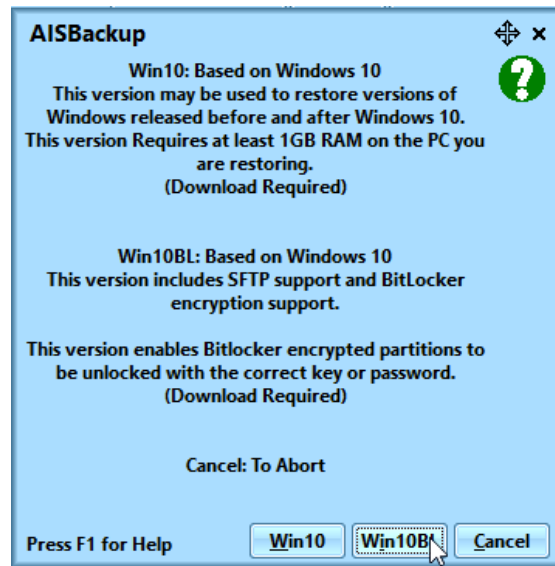 AISBackup
Win10: Based on Windows 10
This version may be used to restore versions of
Windows released before and after Windows 10.
This version Requires at least 1GB RAM on the PC you
are restoring.
(Download Required)
Win10BL: Based on Windows 10
This version includes SFTP support and BitLocker
encryption support.
This version enables Bitlocker encrypted partitions to
be unlocked with the correct key or password.
(Download Required)
Cancel: To Abort
Press F1 for Help Win10 Win10BL Cancel